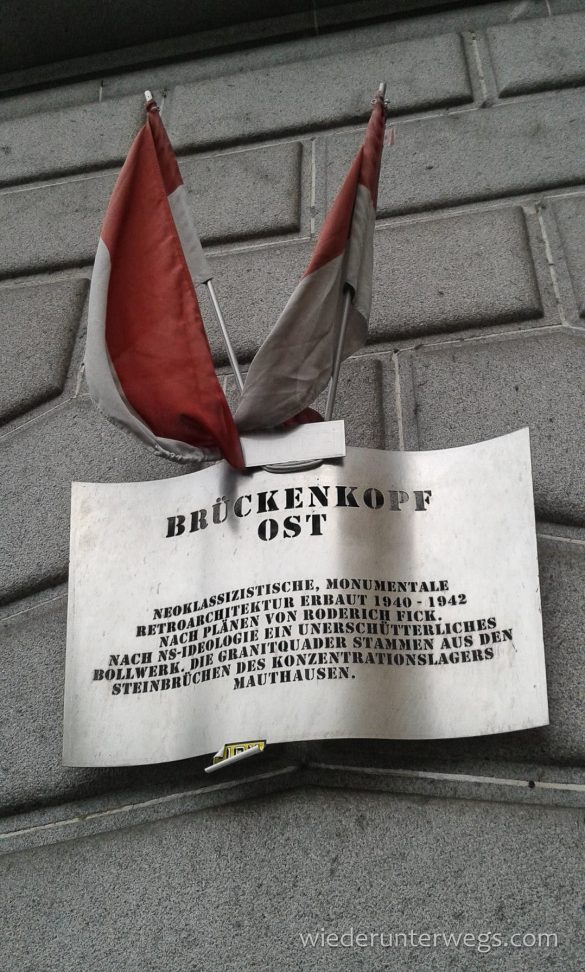 BRÜCKENKOPF
OST
NEOKLASSIZISTISCHE, MONUMENTALE
RETROARCHITEKTUR ERBAUT 1940 - 1942
NACH PLÄNEN VON RODERICH FICK.
NACH NS-IDEOLOGIE EIN UNERSCHÜTTERLICHES
BOLLWERK. DIE GRANITQUADER STAMMEN AUS DEN
STEINBRÜCHEN DES KONZENTRATIONSLAGERS
MAUTHAUSEN.
wiederunterwegs.com